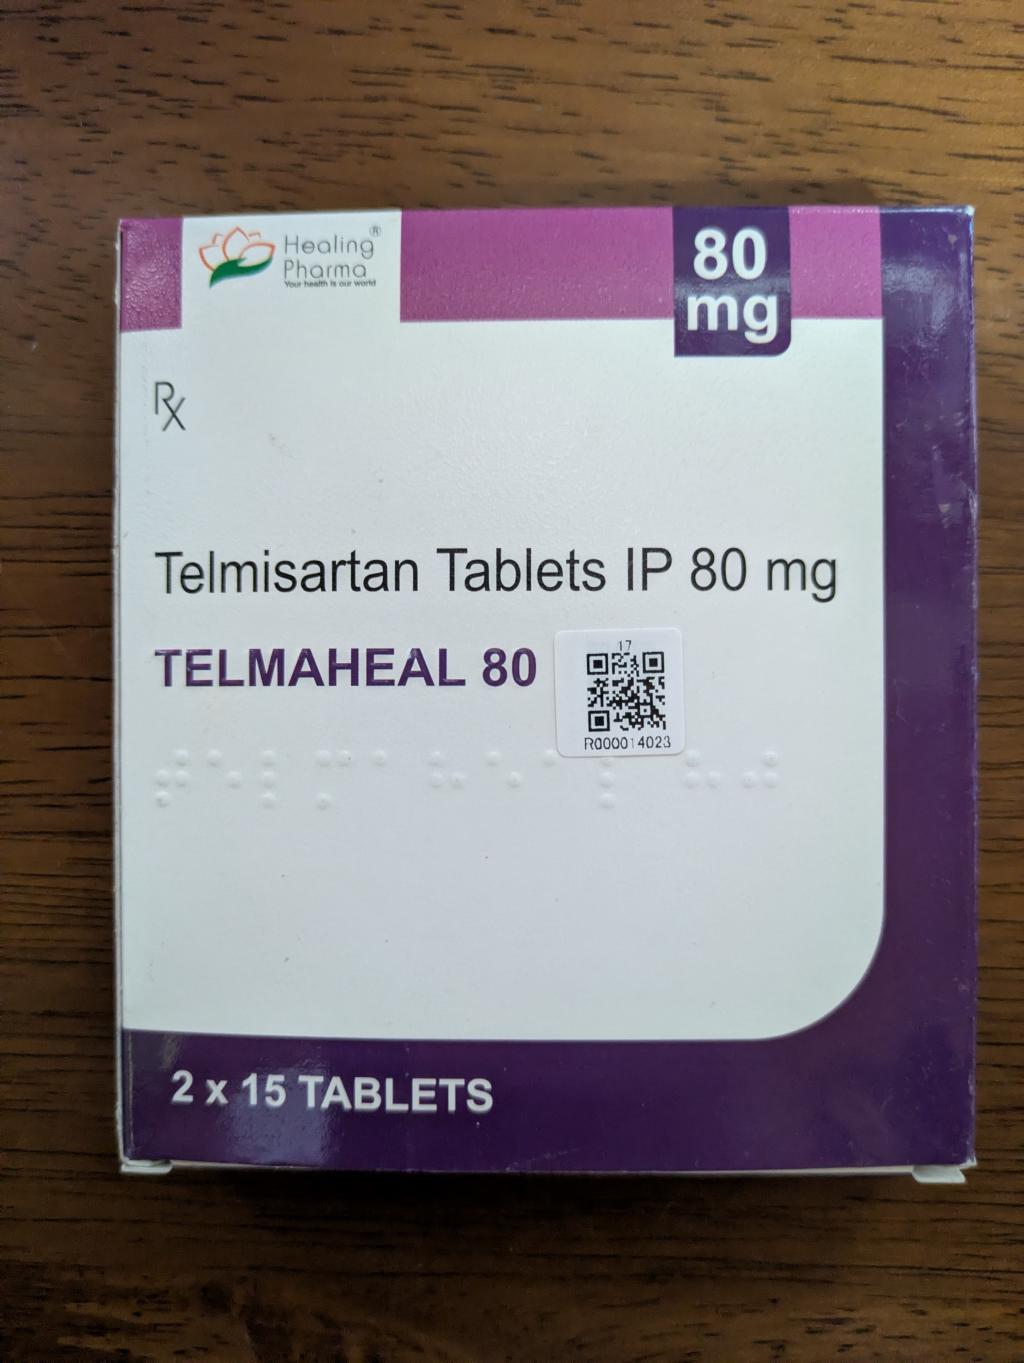 Healing®
Pharma
Your health is our world
80
mg
Rx
Telmisartan Tablets IP 80 mg
TELMAHEAL 80
17
R000014023
2 x 15 TABLETS